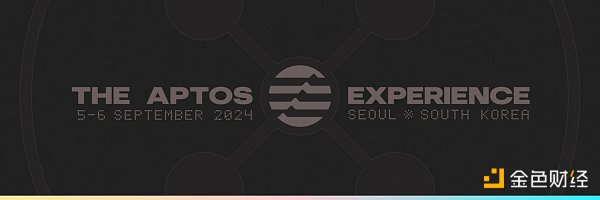 THE APTOS EXPERIENCE
5-6 SEPTEMBER 2024 SEOUL ※ SOUTH KOREA
金色财经